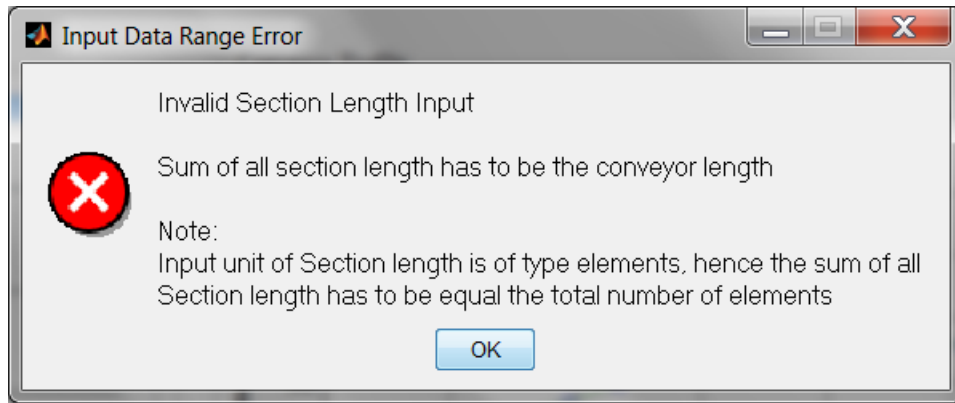 Input Data Range Error
Invalid Section Length Input
Sum of all section length has to be the conveyor length
Note:
Input unit of Section length is of type elements, hence the sum of all
Section length has to be equal the total number of elements
OK